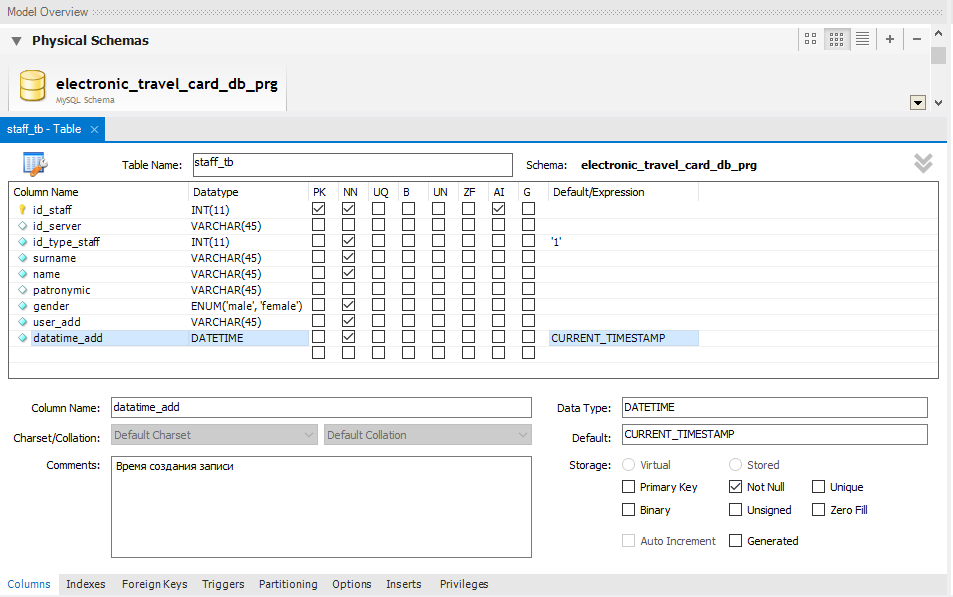 Model Overview
Physical Schemas
electronic_travel_card_db_prg
MySQL Schema
staff_tb - Table
Table Name: staff_tb Schema: electronic_travel_card_db_prg
Column Name Datatype PK NN UQ B UN ZF AI G Default/Expression
id_staff INT(11)
id_server VARCHAR(45)
id_type_staff INT(11) '1'
surname VARCHAR(45)
name VARCHAR(45)
patronymic VARCHAR(45)
gender ENUM('male', 'female')
user_add VARCHAR(45)
datatime_add DATETIME CURRENT_TIMESTAMP
Column Name: datatime_add Data Type: DATETIME
Charset/Collation: Default Charset Default Collation Default: CURRENT_TIMESTAMP
Comments: Время создания записи Storage: Virtual Stored
Primary Key Not Null Unique
Binary Unsigned Zero Fill
Auto Increment Generated
Columns Indexes Foreign Keys Triggers Partitioning Options Inserts Privileges